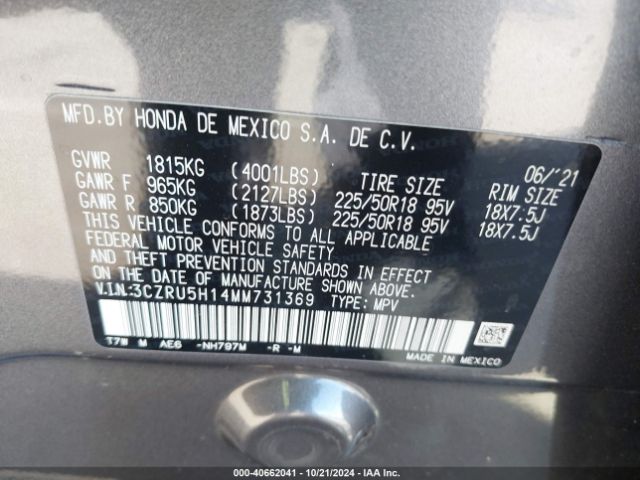 MFD.BY HONDA DE MEXICO S.A. DE C.V.
06/'21
GVWR 1815KG (4001LBS) TIRE SIZE RIM SIZE
GAWR F 965KG (2127LBS) 225/50R18 95V 18X7.5J
GAWR R 850KG (1873LBS) 225/50R18 95V 18X7.5J
THIS VEHICLE CONFORMS TO ALL APPLICABLE
FEDERAL MOTOR VEHICLE SAFETY
AND THEFT PREVENTION STANDARDS IN EFFECT
ON THE DATE OF MANUFACTURE SHOWN ABOVE.
V.I.N.:3CZRU5H14MM731369 TYPE: MPV
T7W M AE6 -NH797M -R -M
MADE IN MEXICO
000-40662041 | 10/21/2024 | IAA Inc.